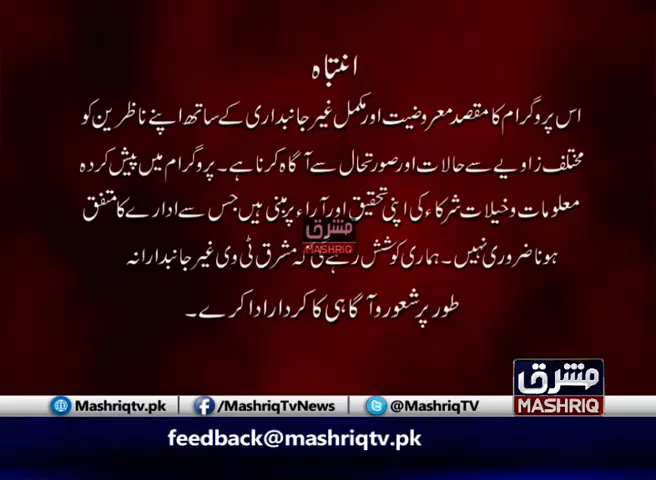 انتباہ
اس پروگرام کا مقصد معروضیت اور مکمل غیر جانبداری کے ساتھ اپنے ناظرین کو
مختلف زاویے سے حالات اور صورتحال سے آگاہ کرنا ہے۔ پروگرام میں پیش کردہ
معلومات و خیلات شرکاء کی اپنی تحقیق اور آراء پر مبنی ہیں جس سے ادارے کا متفق
ہونا ضروری نہیں۔ ہماری کوشش رہے گی کہ مشرق ٹی وی غیر جانبدارانہ
طور پر شعور و آگاہی کا کردار ادا کرے۔
مشرق
MASHRIQ
مشرق
MASHRIQ
Mashriqtv.pk /MashriqTvNews @MashriqTV
feedback@mashriqtv.pk